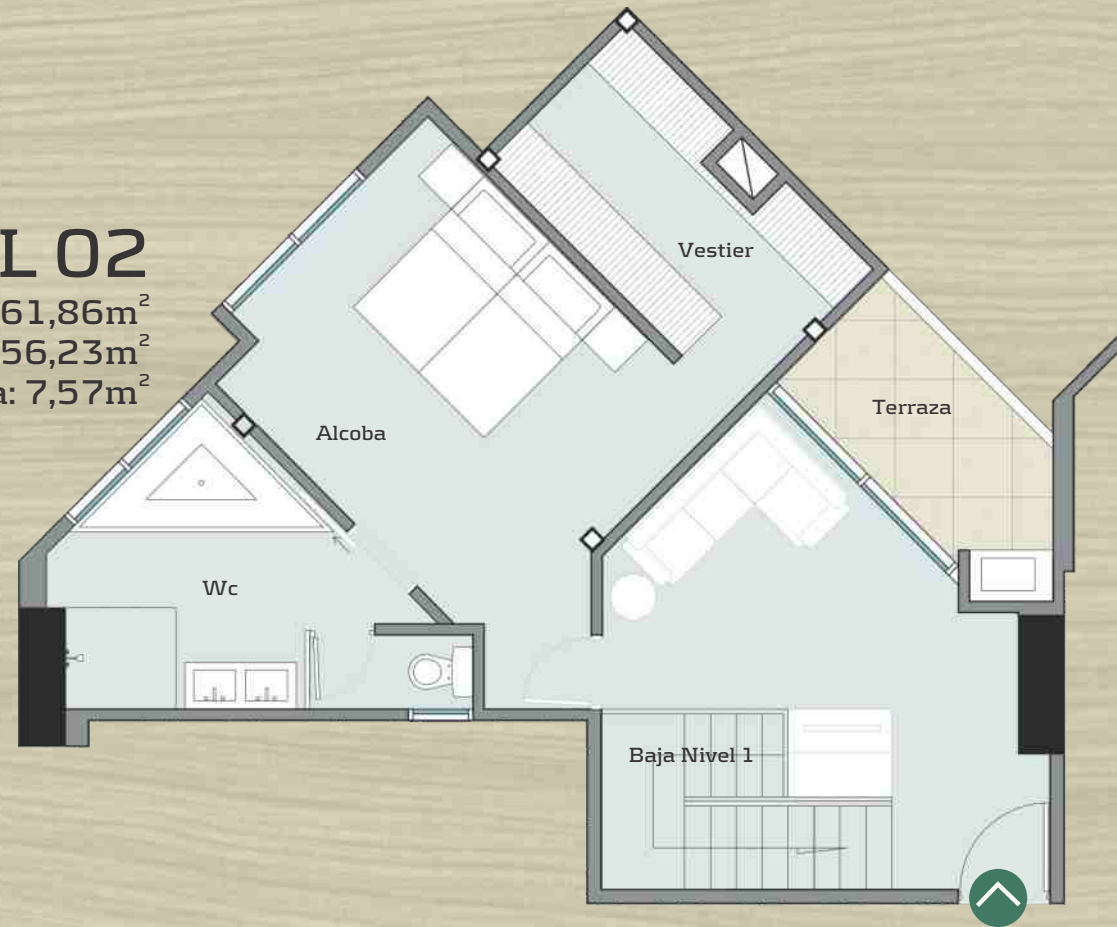 L 02
61,86m²
56,23m²
a: 7,57m²
Vestier
Terraza
Alcoba
Wc
Baja Nivel 1